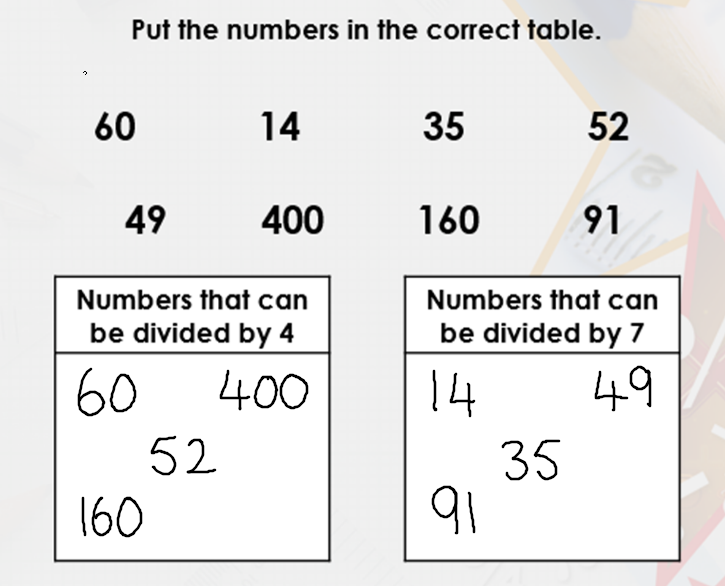 Put the numbers in the correct table.
?
60 14 35 52
49 400 160 91
Numbers that can
be divided by 4
60 400
52
160
Numbers that can
be divided by 7
14 49
35
91